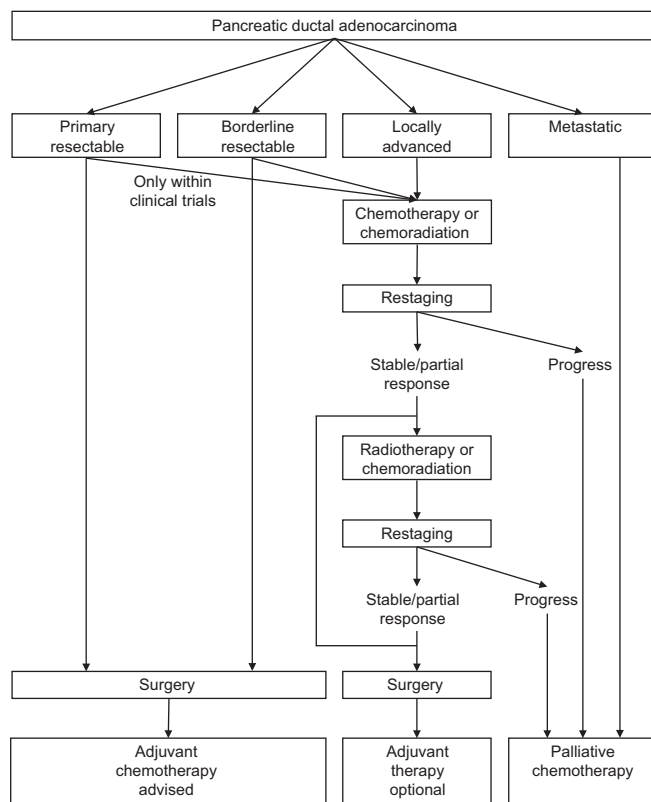 Pancreatic ductal adenocarcinoma
Primary
resectable
Borderline
resectable
Locally
advanced
Metastatic
Only within
clinical trials
Chemotherapy or
chemoradiation
Restaging
Stable/partial
response
Progress
Radiotherapy or
chemoradiation
Restaging
Stable/partial
response
Progress
Surgery
Surgery
Adjuvant
chemotherapy
advised
Adjuvant
therapy
optional
Palliative
chemotherapy